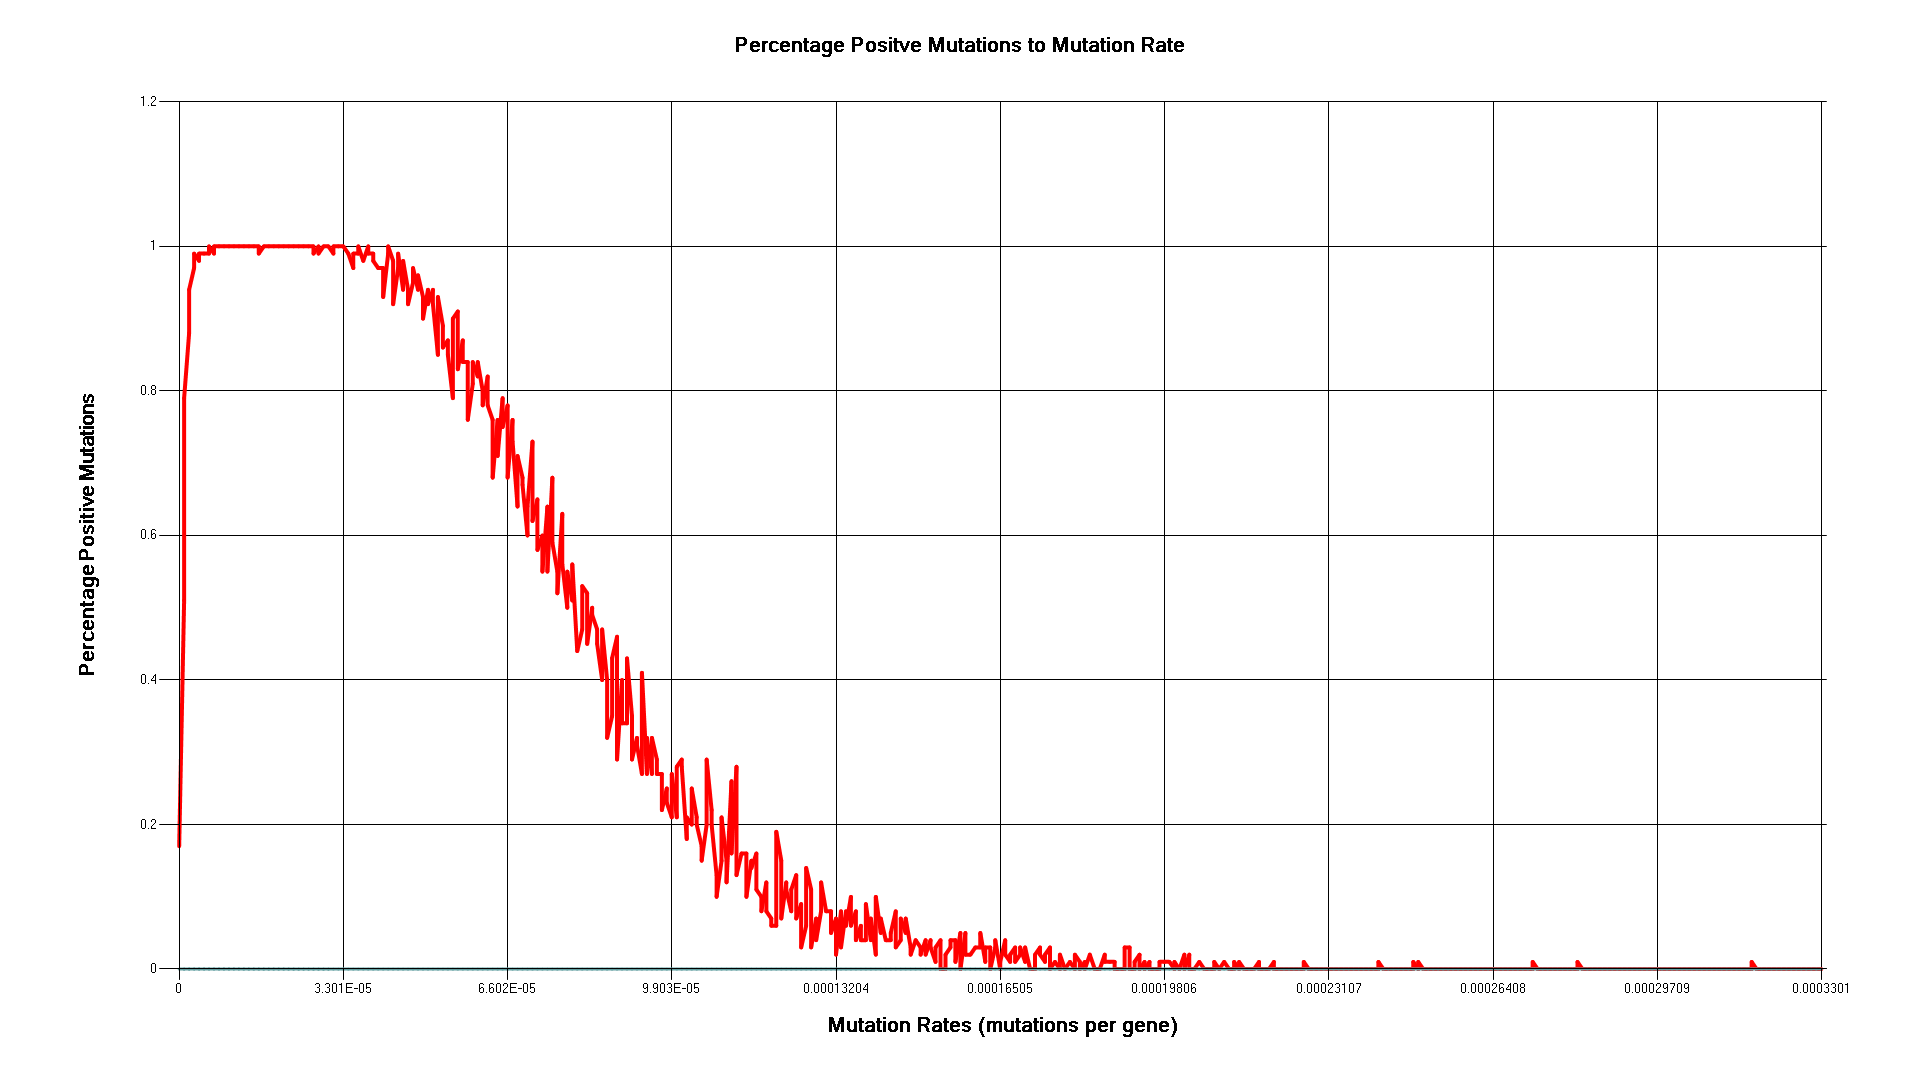 Percentage Positve Mutations to Mutation Rate
1.2
1
0.8
0.6
0.4
0.2
0
Percentage Positive Mutations
0 3.301E-05 6.602E-05 9.903E-05 0.00013204 0.00016505 0.00019806 0.00023107 0.00026408 0.00029709 0.0003301
Mutation Rates (mutations per gene)